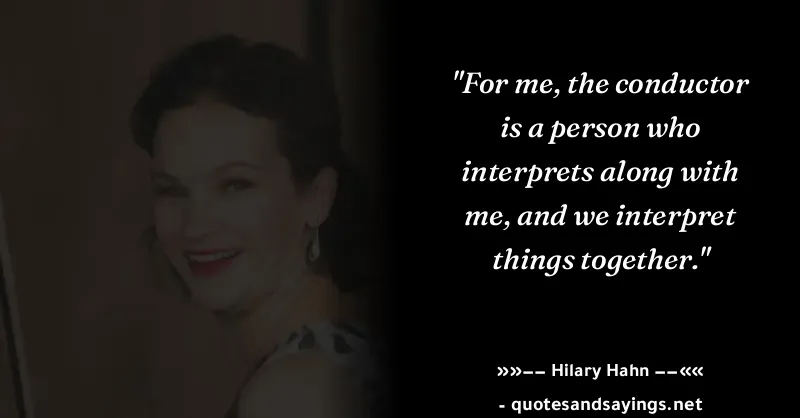 "For me, the conductor
is a person who
interprets along with
me, and we interpret
things together."
»»−− Hilary Hahn −−««
- quotesandsayings.net